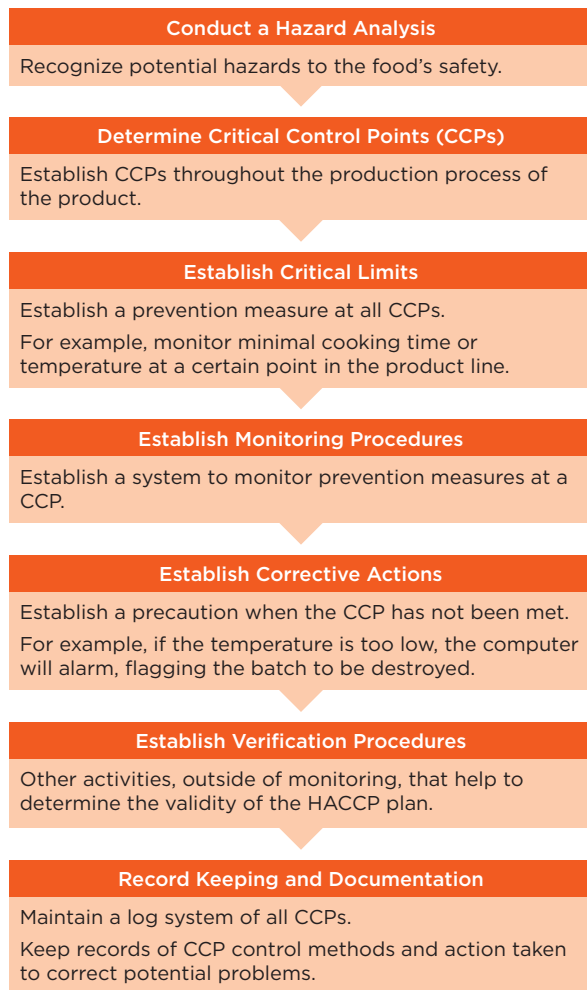 Conduct a Hazard Analysis
Recognize potential hazards to the food’s safety.
Determine Critical Control Points (CCPs)
Establish CCPs throughout the production process of
the product.
Establish Critical Limits
Establish a prevention measure at all CCPs.
For example, monitor minimal cooking time or
temperature at a certain point in the product line.
Establish Monitoring Procedures
Establish a system to monitor prevention measures at a
CCP.
Establish Corrective Actions
Establish a precaution when the CCP has not been met.
For example, if the temperature is too low, the computer
will alarm, flagging the batch to be destroyed.
Establish Verification Procedures
Other activities, outside of monitoring, that help to
determine the validity of the HACCP plan.
Record Keeping and Documentation
Maintain a log system of all CCPs.
Keep records of CCP control methods and action taken
to correct potential problems.